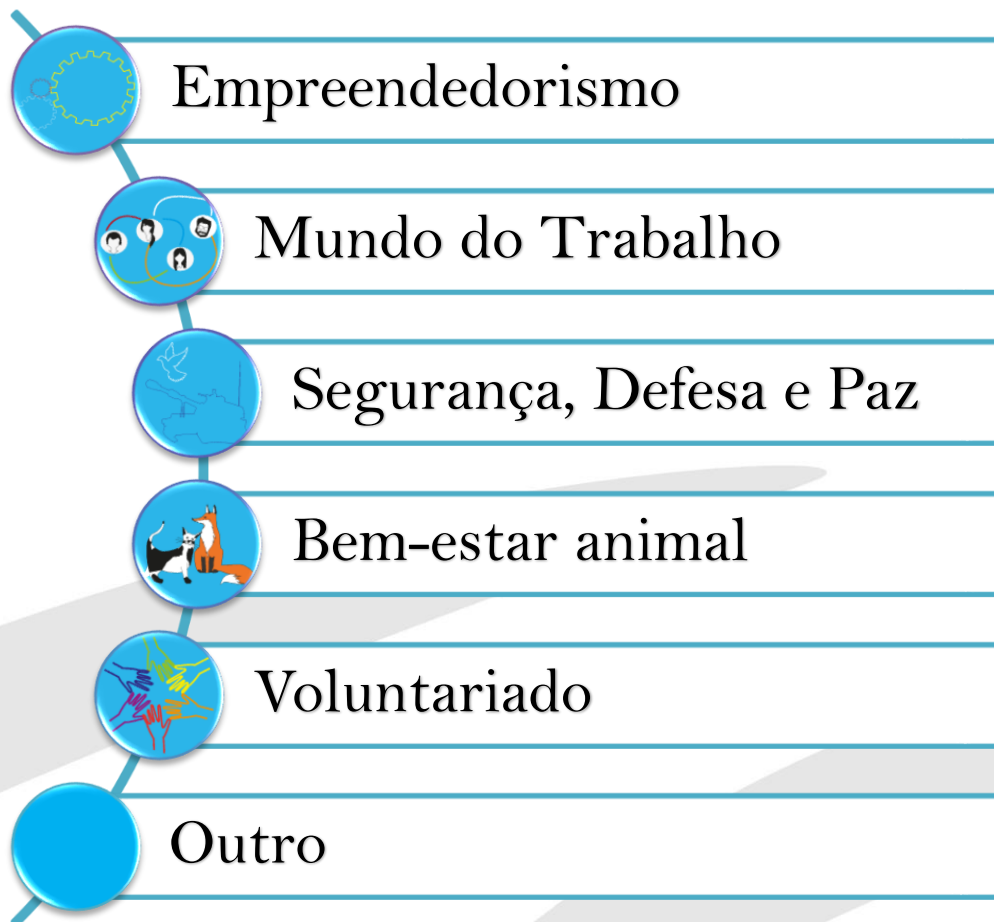 Empreendedorismo
Mundo do Trabalho
Segurança, Defesa e Paz
Bem-estar animal
Voluntariado
Outro